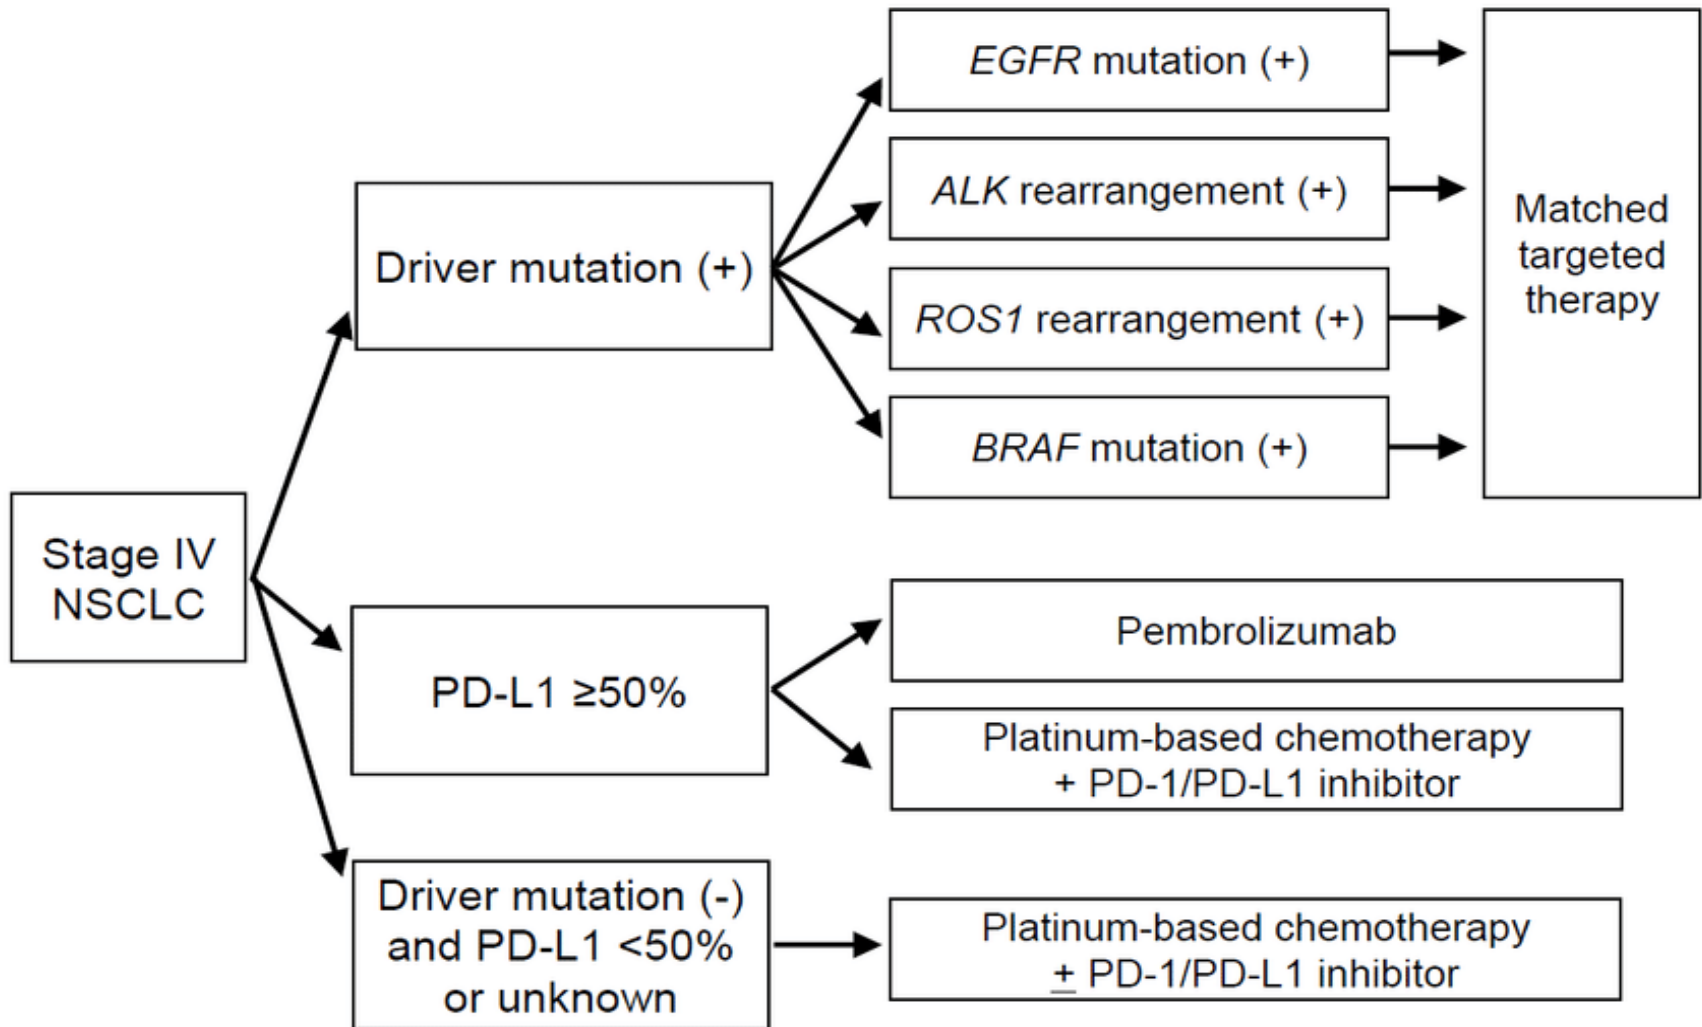 Stage IV
NSCLC
Driver mutation (+)
EGFR mutation (+)
ALK rearrangement (+)
ROS1 rearrangement (+)
BRAF mutation (+)
Matched
targeted
therapy
PD-L1 ≥50%
Pembrolizumab
Platinum-based chemotherapy
+ PD-1/PD-L1 inhibitor
Driver mutation (-)
and PD-L1 <50%
or unknown
Platinum-based chemotherapy
± PD-1/PD-L1 inhibitor